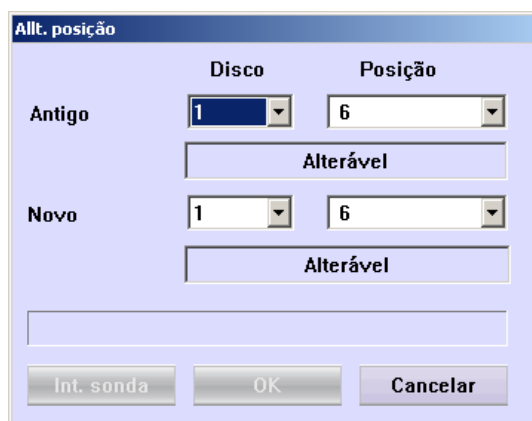 Allt. posição
Disco Posição
Antigo 1 6
Alterável
Novo 1 6
Alterável
Int. sonda OK Cancelar